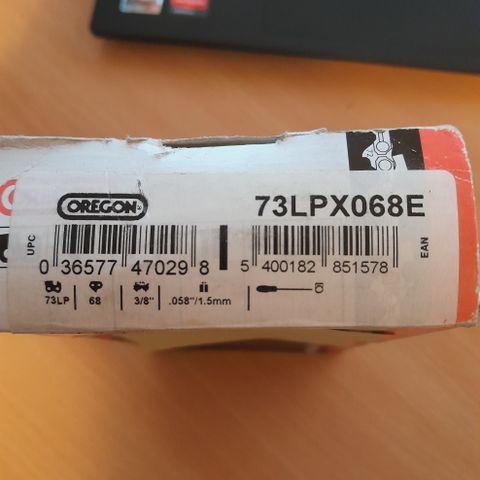 OREGON 73LPX068E
UPC
0 36577 47029 8 5 400182 851578
EAN
73LP 68 3/8" .058"/1.5mm